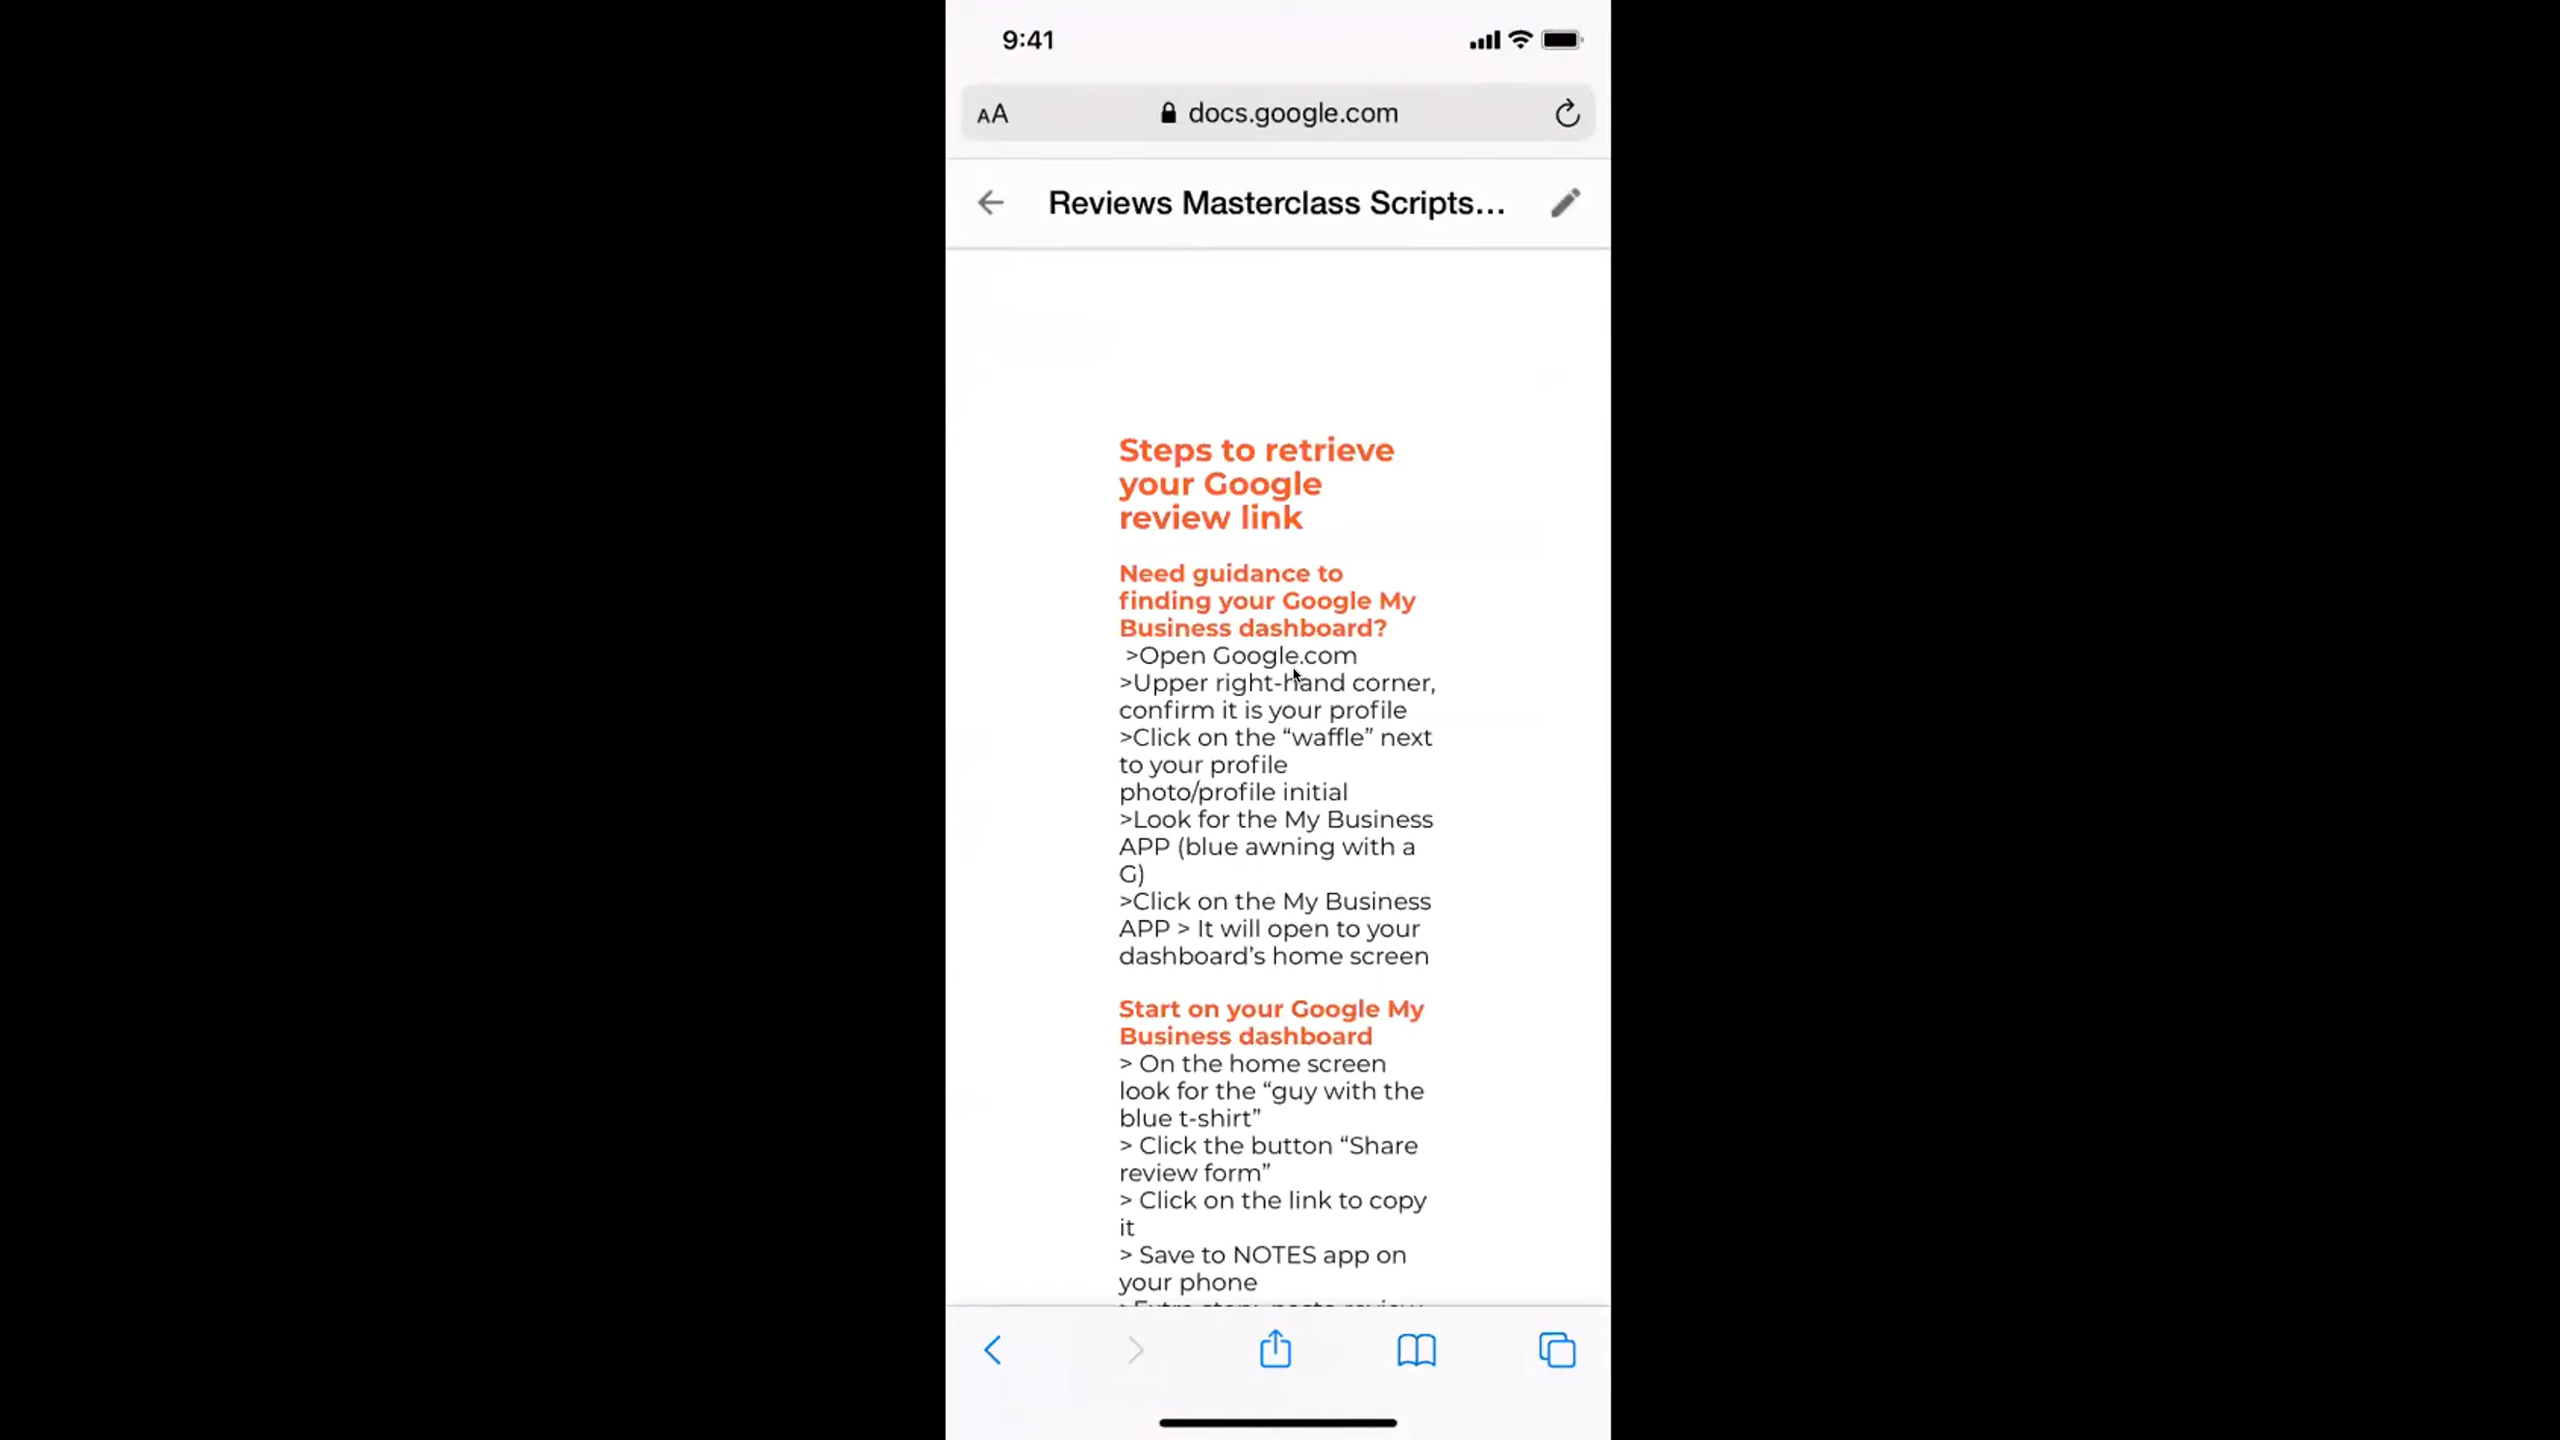 9:41
AA docs.google.com
Reviews Masterclass Scripts...
Steps to retrieve
your Google
review link
Need guidance to
finding your Google My
Business dashboard?
>Open Google.com
>Upper right-hand corner,
confirm it is your profile
>Click on the “waffle” next
to your profile
photo/profile initial
>Look for the My Business
APP (blue awning with a
G)
>Click on the My Business
APP > It will open to your
dashboard’s home screen
Start on your Google My
Business dashboard
> On the home screen
look for the “guy with the
blue t-shirt”
> Click the button “Share
review form”
> Click on the link to copy
it
> Save to NOTES app on
your phone